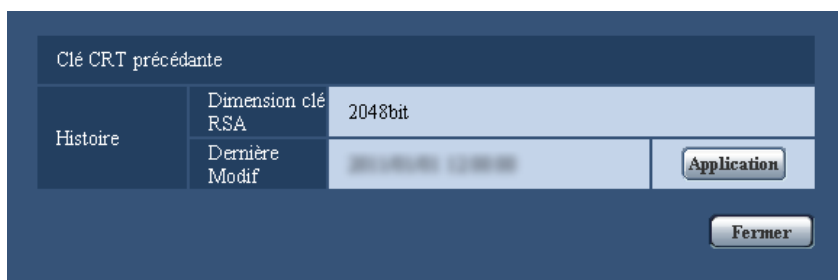 Clé CRT précédante
Histoire
Dimension clé
RSA
2048bit
Dernière
Modif
Application
Fermer